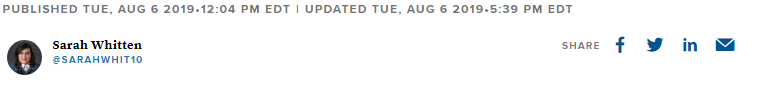 PUBLISHED TUE, AUG 6 2019•12:04 PM EDT | UPDATED TUE, AUG 6 2019•5:39 PM EDT
Sarah Whitten
@SARAHWHIT10
SHARE